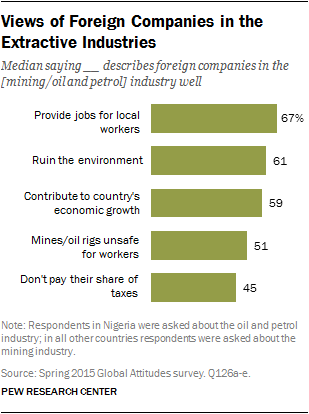 Views of Foreign Companies in the
Extractive Industries
Median saying __ describes foreign companies in the
[mining/oil and petrol] industry well
Provide jobs for local
workers
67%
Ruin the environment
61
Contribute to country's
economic growth
59
Mines/oil rigs unsafe
for workers
51
Don't pay their share of
taxes
45
Note: Respondents in Nigeria were asked about the oil and petrol
industry; in all other countries respondents were asked about the
mining industry.
Source: Spring 2015 Global Attitudes survey. Q126a-e.
PEW RESEARCH CENTER